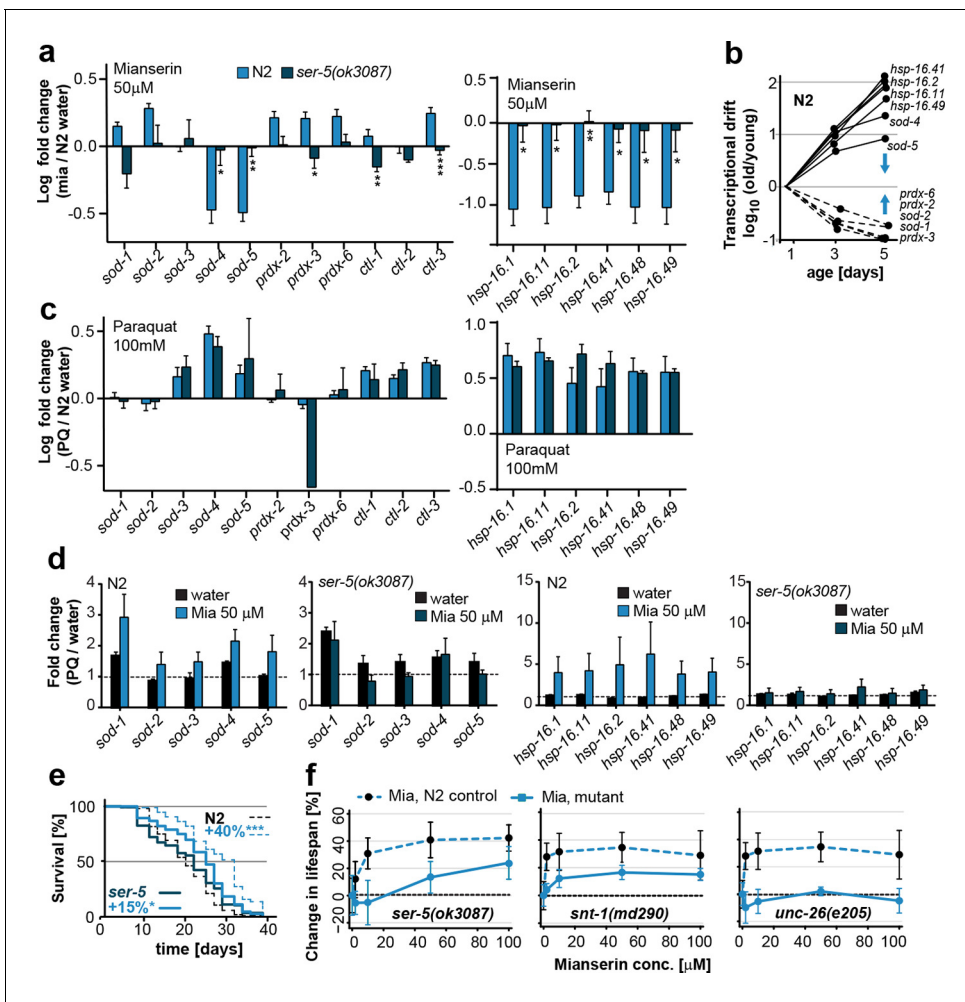 a
Mianserin
50μM
N2
ser-5(ok3087)
Log fold change
(mia / N2 water)
0.5
0.0
-0.5
* ** * ** ***
sod-1
sod-2
sod-3
sod-4
sod-5
prdx-2
prdx-3
prdx-6
ctl-1
ctl-2
ctl-3
Mianserin
50μM
0.5
0.0
-0.5
-1.0
* * ** * * *
hsp-16.1
hsp-16.11
hsp-16.2
hsp-16.41
hsp-16.48
hsp-16.49
b
N2
Transcriptional drift
log10 (old/young)
2
1
0
-1
1 3 5
age [days]
hsp-16.41
hsp-16.2
hsp-16.11
hsp-16.49
sod-4
sod-5
prdx-6
prdx-2
sod-2
sod-1
prdx-3
c
Paraquat
100mM
Log fold change
(PQ / N2 water)
0.5
0.0
-0.5
sod-1
sod-2
sod-3
sod-4
sod-5
prdx-2
prdx-3
prdx-6
ctl-1
ctl-2
ctl-3
1.0
0.5
0.0
-0.5
Paraquat
100mM
hsp-16.1
hsp-16.11
hsp-16.2
hsp-16.41
hsp-16.48
hsp-16.49
d
Fold change
(PQ / water)
N2
water
Mia 50 μM
4
3
2
1
0
sod-1
sod-2
sod-3
sod-4
sod-5
ser-5(ok3087)
water
Mia 50 μM
4
3
2
1
0
sod-1
sod-2
sod-3
sod-4
sod-5
N2
water
Mia 50 μM
15
10
5
0
hsp-16.1
hsp-16.11
hsp-16.2
hsp-16.41
hsp-16.48
hsp-16.49
ser-5(ok3087)
water
Mia 50 μM
15
10
5
0
hsp-16.1
hsp-16.11
hsp-16.2
hsp-16.41
hsp-16.48
hsp-16.49
e
Survival [%]
100
50
0
N2
+40%***
ser-5
+15%*
0 10 20 30 40
time [days]
f
Mia, N2 control
Mia, mutant
Change in lifespan [%]
60
40
20
0
-20
ser-5(ok3087)
0 50 100
snt-1(md290)
0 20 40 60 80 100
unc-26(e205)
0 20 40 60 80 100
Mianserin conc. [μM]